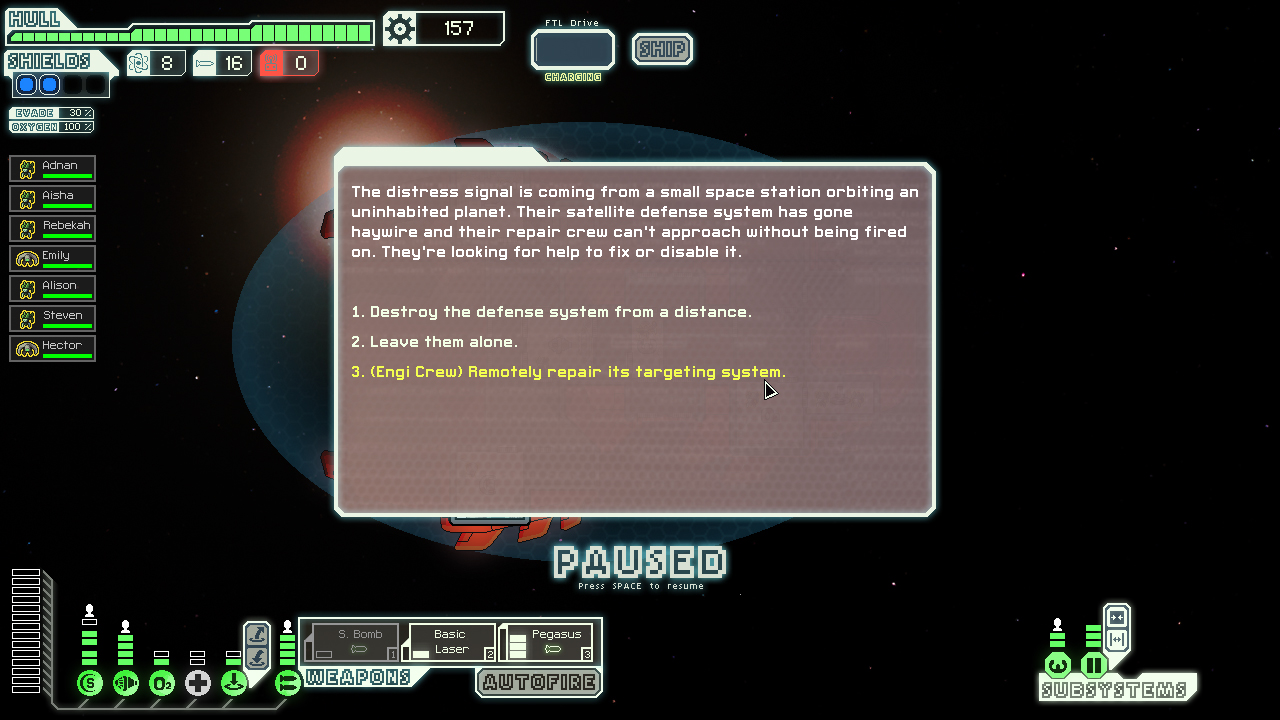 HULL
157
FTL Drive
SHIP
CHARGING
SHIELDS
8
16
0
EVADE 30 %
OXYGEN 100 %
Adnan
Aisha
Rebekah
Emily
Alison
Steven
Hector
The distress signal is coming from a small space station orbiting an
uninhabited planet. Their satellite defense system has gone
haywire and their repair crew can't approach without being fired
on. They're looking for help to fix or disable it.
1. Destroy the defense system from a distance.
2. Leave them alone.
3. (Engi Crew) Remotely repair its targeting system.
PAUSED
Press SPACE to resume
S. Bomb
1
Basic
Laser
2
Pegasus
3
WEAPONS
AUTOFIRE
O2
SUBSYSTEMS